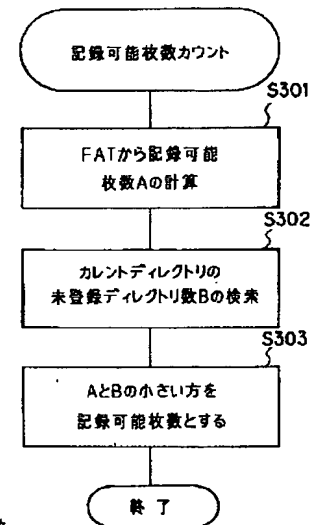 記録可能枚数カウント
S301
FATから記録可能
枚数Aの計算
S302
カレントディレクトリの
未登録ディレクトリ数Bの検索
S303
AとBの小さい方を
記録可能枚数とする
終了